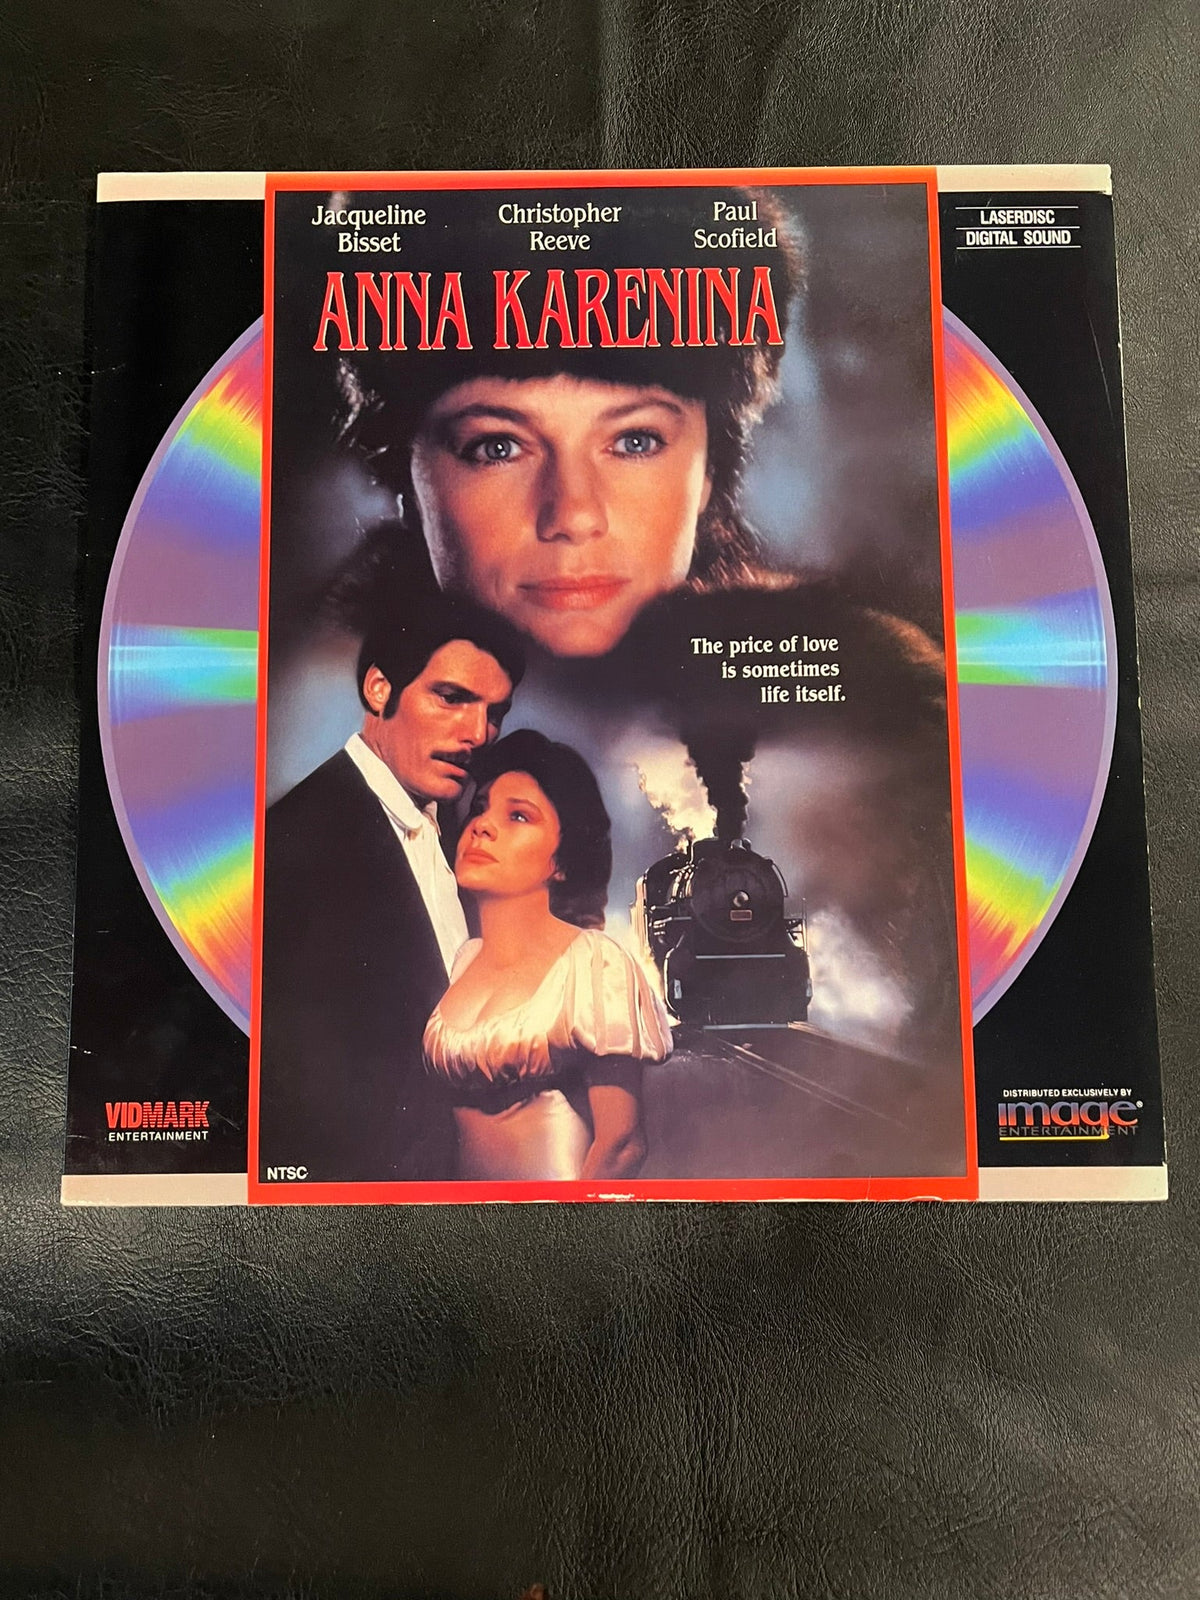 Jacqueline
Bisset
Christopher
Reeve
Paul
Scofield
LASERDISC
DIGITAL SOUND
ANNA KARENINA
The price of love
is sometimes
life itself.
VIDMARK
ENTERTAINMENT
NTSC
DISTRIBUTED EXCLUSIVELY BY
image®
ENTERTAINMENT